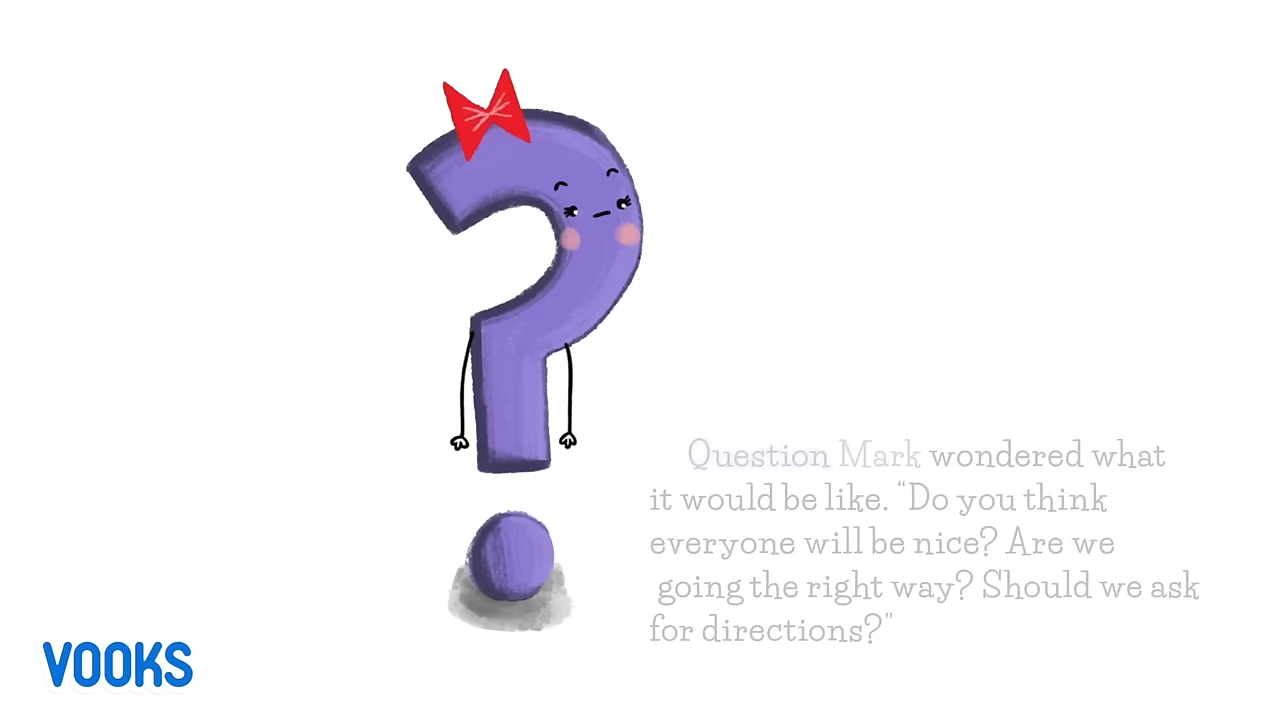 Question Mark wondered what
it would be like. “Do you think
everyone will be nice? Are we
going the right way? Should we ask
for directions?”
VOOKS